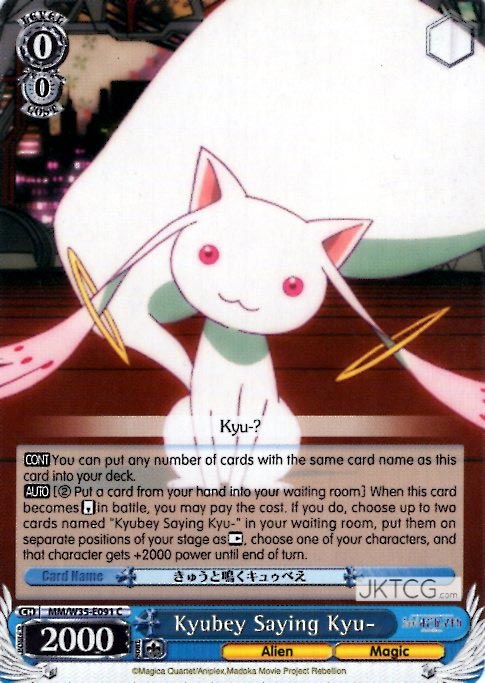 LEVEL
0
0
COST
Kyu-?
CONT You can put any number of cards with the same card name as this
card into your deck.
AUTO [② Put a card from your hand into your waiting room] When this card
becomes in battle, you may pay the cost. If you do, choose up to two
cards named "Kyubey Saying Kyu-" in your waiting room, put them on
separate positions of your stage as , choose one of your characters, and
that character gets +2000 power until end of turn.
Card Name きゅうと鳴くキュゥべえ
JKTCG.com
CH MM/W35-E091 C
2000
POWER
SOUL
Kyubey Saying Kyu-
Alien
Magic
©Magica Quartet/Aniplex,Madoka Movie Project Rebellion